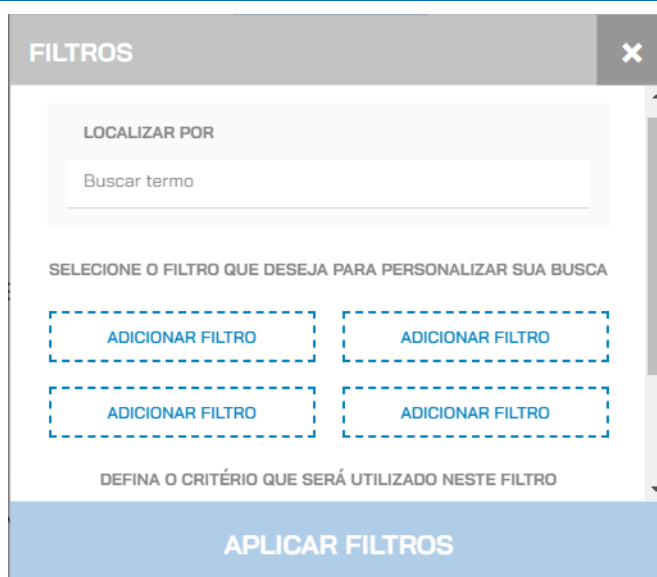 FILTROS
LOCALIZAR POR
Buscar termo
SELECIONE O FILTRO QUE DESEJA PARA PERSONALIZAR SUA BUSCA
ADICIONAR FILTRO ADICIONAR FILTRO
ADICIONAR FILTRO ADICIONAR FILTRO
DEFINA O CRITÉRIO QUE SERÁ UTILIZADO NESTE FILTRO
APLICAR FILTROS